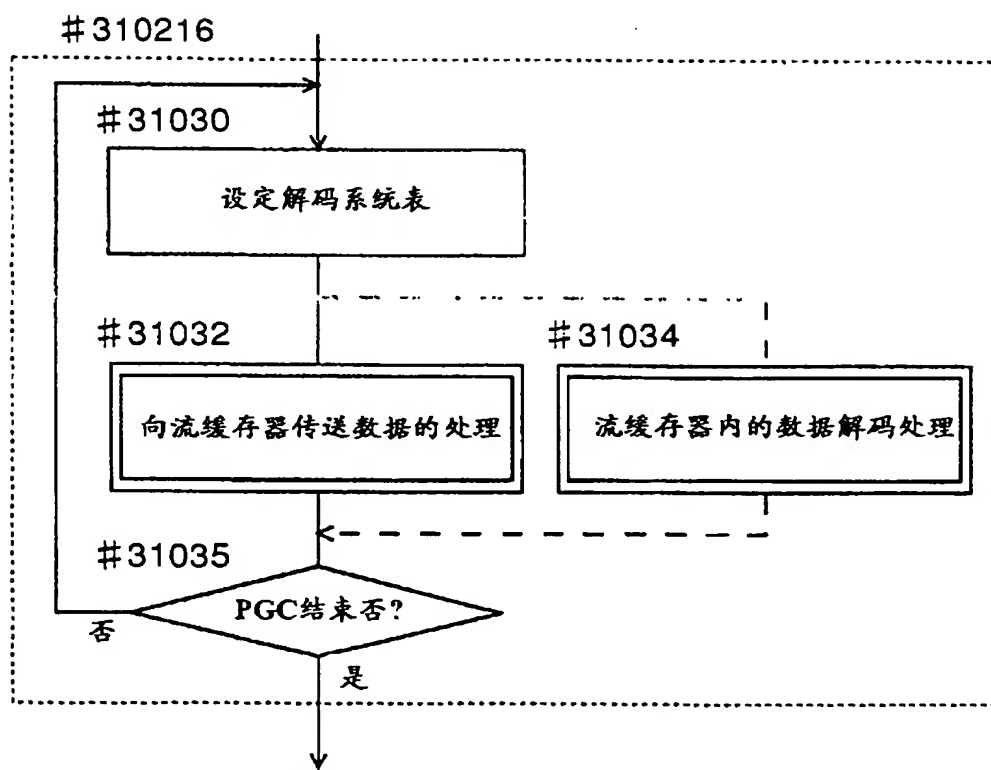 #310216
#31030
设定解码系统表
#31032
#31034
向流缓存器传送数据的处理
流缓存器内的数据解码处理
#31035
PGC结束否?
否
是